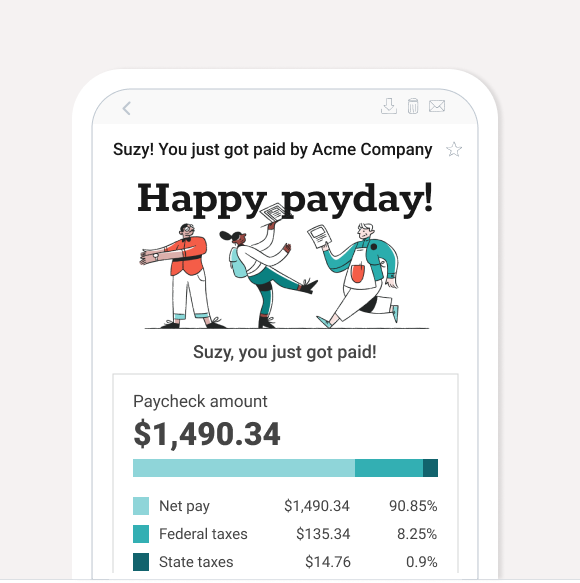 Suzy! You just got paid by Acme Company
Happy payday!
Suzy, you just got paid!
Paycheck amount
$1,490.34
Net pay $1,490.34 90.85%
Federal taxes $135.34 8.25%
State taxes $14.76 0.9%